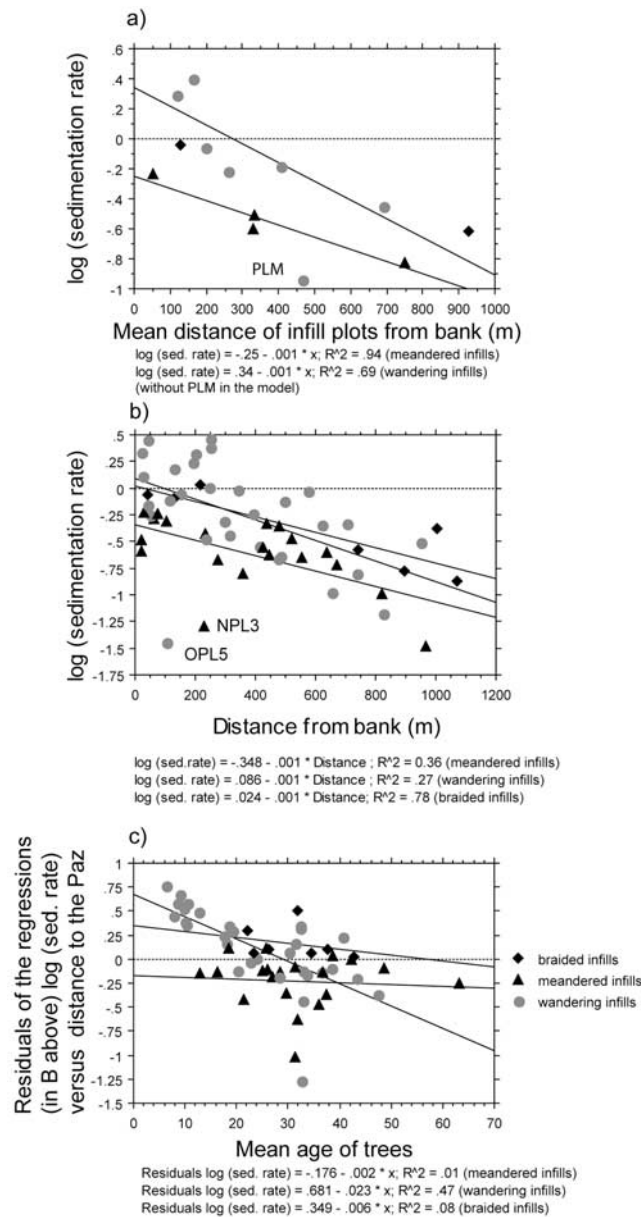 a)
log (sedimentation rate)
.6
.4
.2
0
-.2
-.4
-.6
-.8
-1
PLM
0 100 200 300 400 500 600 700 800 900 1000
Mean distance of infill plots from bank (m)
log (sed. rate) = -.25 - .001 * x; R^2 = .94 (meandered infills)
log (sed. rate) = .34 - .001 * x; R^2 = .69 (wandering infills)
(without PLM in the model)
b)
log (sedimentation rate)
.5
.25
0
-.25
-.5
-.75
-1
-1.25
-1.5
-1.75
NPL3
OPL5
0 200 400 600 800 1000 1200
Distance from bank (m)
log (sed.rate) = -.348 - .001 * Distance ; R^2 = 0.36 (meandered infills)
log (sed. rate) = .086 - .001 * Distance ; R^2 = .27 (wandering infills)
log (sed. rate) = .024 - .001 * Distance; R^2 = .78 (braided infills)
c)
Residuals of the regressions
(in B above) log (sed. rate)
versus distance to the Paz
1
.75
.5
.25
0
-.25
-.5
-.75
-1
-1.25
-1.5
braided infills
meandered infills
wandering infills
0 10 20 30 40 50 60 70
Mean age of trees
Residuals log (sed. rate) = -.176 - .002 * x; R^2 = .01 (meandered infills)
Residuals log (sed. rate) = .681 - .023 * x; R^2 = .47 (wandering infills)
Residuals log (sed. rate) = .349 - .006 * x; R^2 = .08 (braided infills)